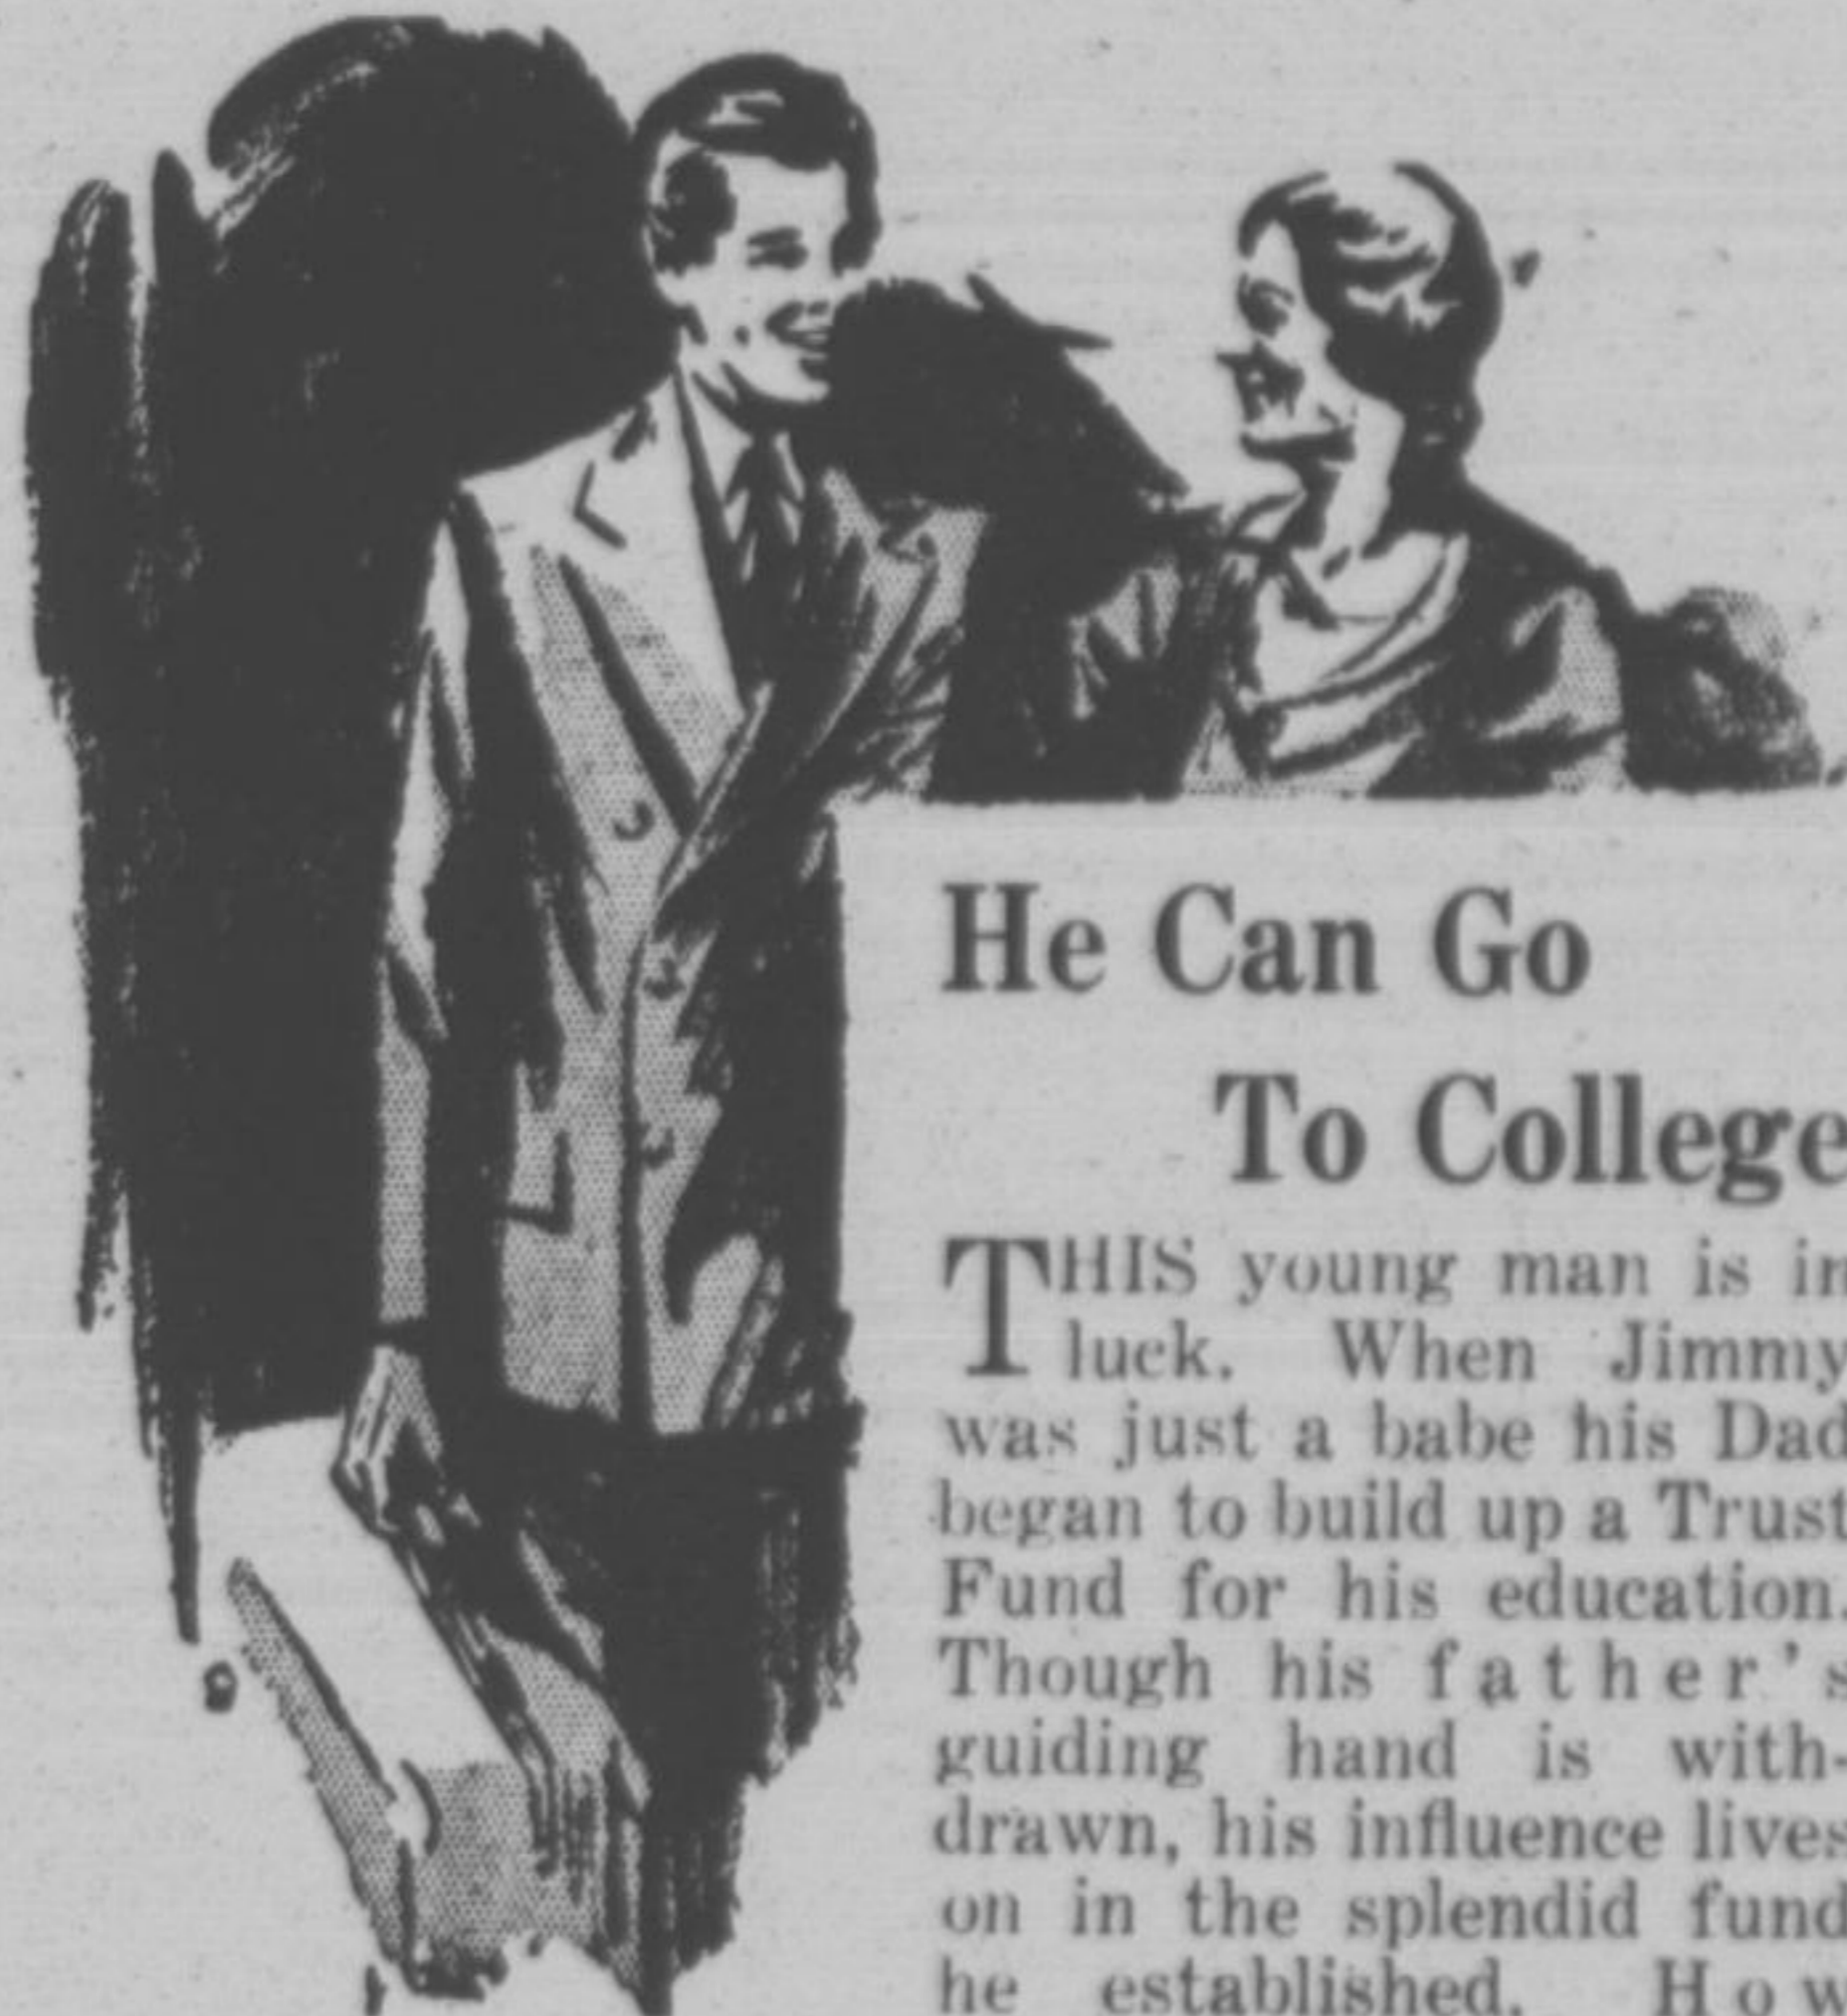 He Can Go
To College
THIS young man is in
luck. When Jimmy
was just a babe his Dad
began to build up a Trust
Fund for his education.
Though his father's
guiding hand is with-
drawn, his influence lives
on in the splendid fund
he established. How